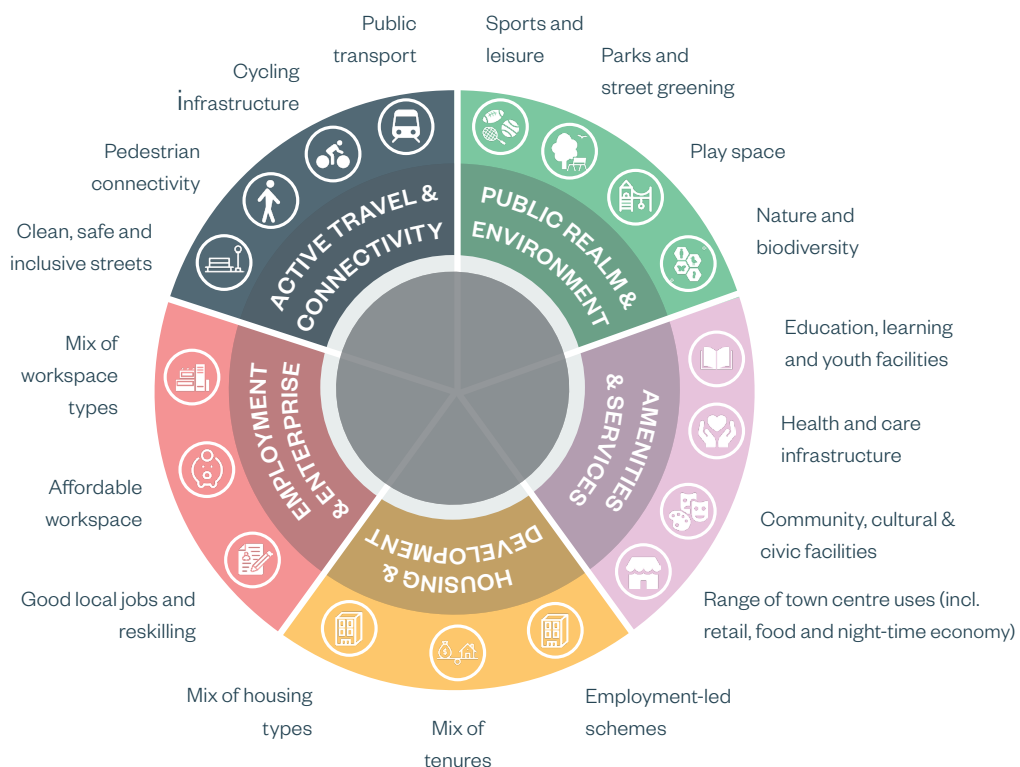 Public
transport
Sports and
leisure
Cycling
infrastructure
Parks and
street greening
Pedestrian
connectivity
Play space
Clean, safe and
inclusive streets
Nature and
biodiversity
ACTIVE TRAVEL &
CONNECTIVITY
PUBLIC REALM &
ENVIRONMENT
Mix of
workspace
types
Education, learning
and youth facilities
EMPLOYMENT
& ENTERPRISE
AMENITIES
& SERVICES
Health and care
infrastructure
Affordable
workspace
Community, cultural &
civic facilities
HOUSING &
DEVELOPMENT
Good local jobs and
reskilling
Range of town centre uses (incl.
retail, food and night-time economy)
Mix of housing
types
Mix of
tenures
Employment-led
schemes